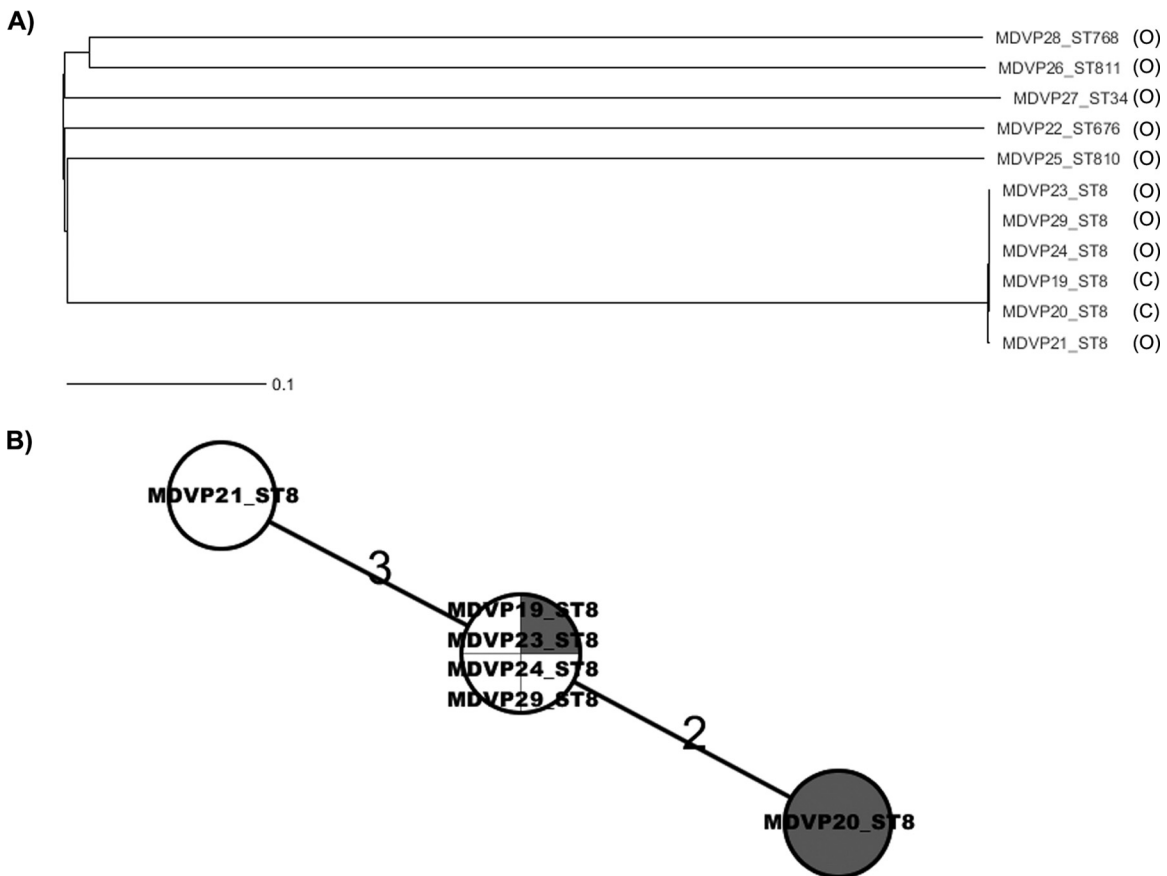 A)
MDVP28_ST768 (O)
MDVP26_ST811 (O)
MDVP27_ST34 (O)
MDVP22_ST676 (O)
MDVP25_ST810 (O)
MDVP23_ST8 (O)
MDVP29_ST8 (O)
MDVP24_ST8 (O)
MDVP19_ST8 (C)
MDVP20_ST8 (C)
MDVP21_ST8 (O)
0.1
B)
MDVP21_ST8
3
MDVP19_ST8
MDVP23_ST8
MDVP24_ST8
MDVP29_ST8
2
MDVP20_ST8